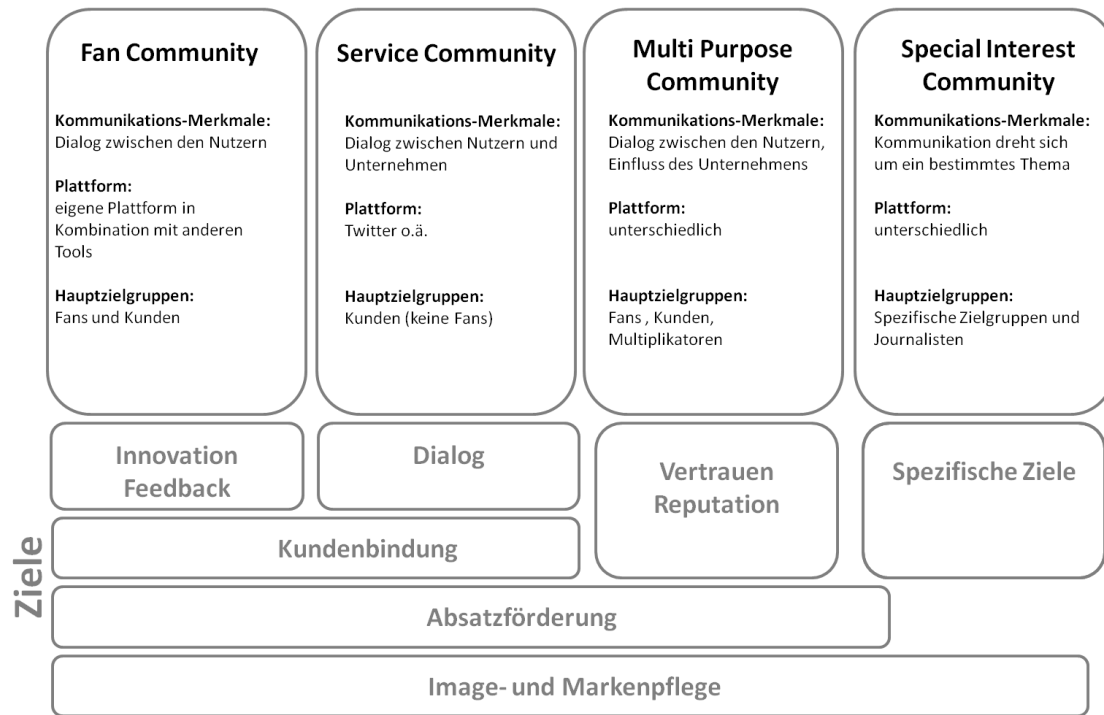 Fan Community
Kommunikations-Merkmale:
Dialog zwischen den Nutzern
Plattform:
eigene Plattform in
Kombination mit anderen
Tools
Hauptzielgruppen:
Fans und Kunden
Service Community
Kommunikations-Merkmale:
Dialog zwischen Nutzern und
Unternehmen
Plattform:
Twitter o.ä.
Hauptzielgruppen:
Kunden (keine Fans)
Multi Purpose
Community
Kommunikations-Merkmale:
Dialog zwischen den Nutzern,
Einfluss des Unternehmens
Plattform:
unterschiedlich
Hauptzielgruppen:
Fans , Kunden,
Multiplikatoren
Special Interest
Community
Kommunikations-Merkmale:
Kommunikation dreht sich
um ein bestimmtes Thema
Plattform:
unterschiedlich
Hauptzielgruppen:
Spezifische Zielgruppen und
Journalisten
Ziele
Innovation
Feedback
Dialog
Vertrauen
Reputation
Spezifische Ziele
Kundenbindung
Absatzförderung
Image- und Markenpflege